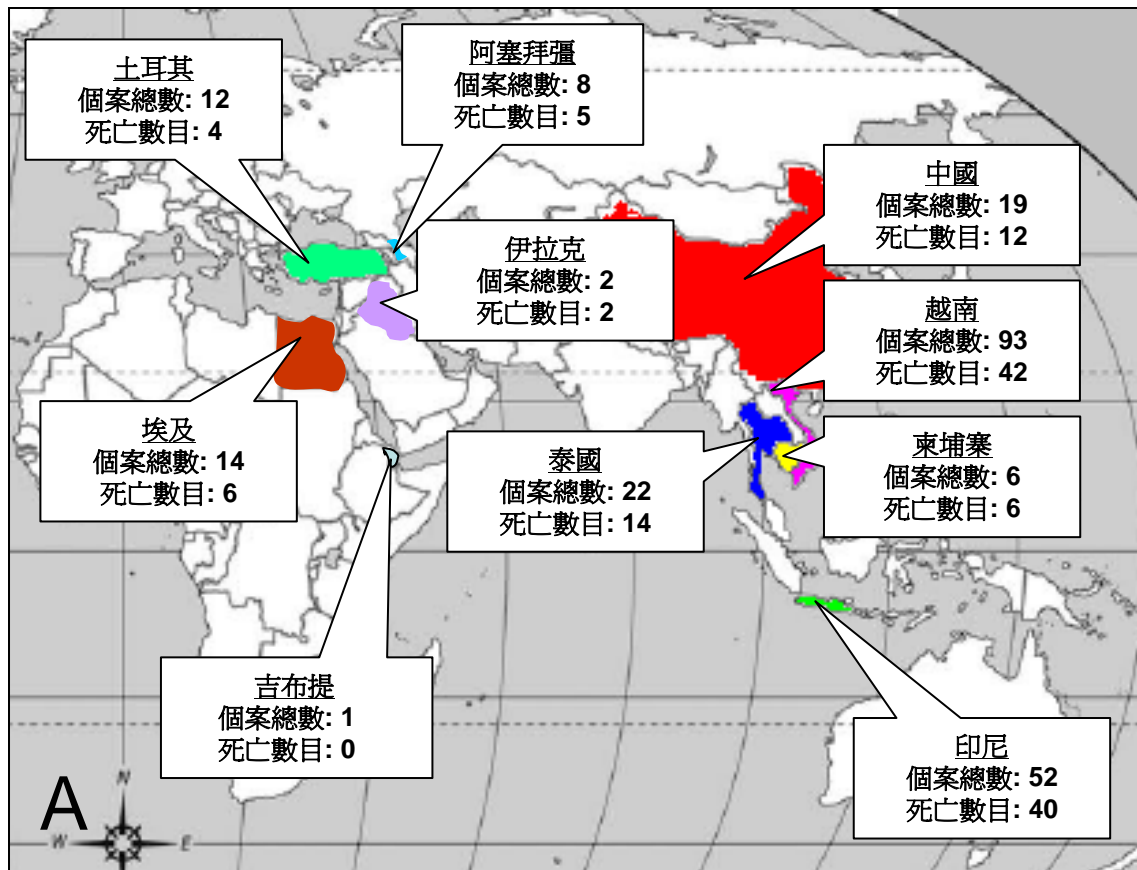 土耳其
個案總數: 12
死亡數目: 4
阿塞拜彊
個案總數: 8
死亡數目: 5
中國
個案總數: 19
死亡數目: 12
伊拉克
個案總數: 2
死亡數目: 2
越南
個案總數: 93
死亡數目: 42
埃及
個案總數: 14
死亡數目: 6
泰國
個案總數: 22
死亡數目: 14
柬埔寨
個案總數: 6
死亡數目: 6
吉布提
個案總數: 1
死亡數目: 0
印尼
個案總數: 52
死亡數目: 40
A
N
W
E